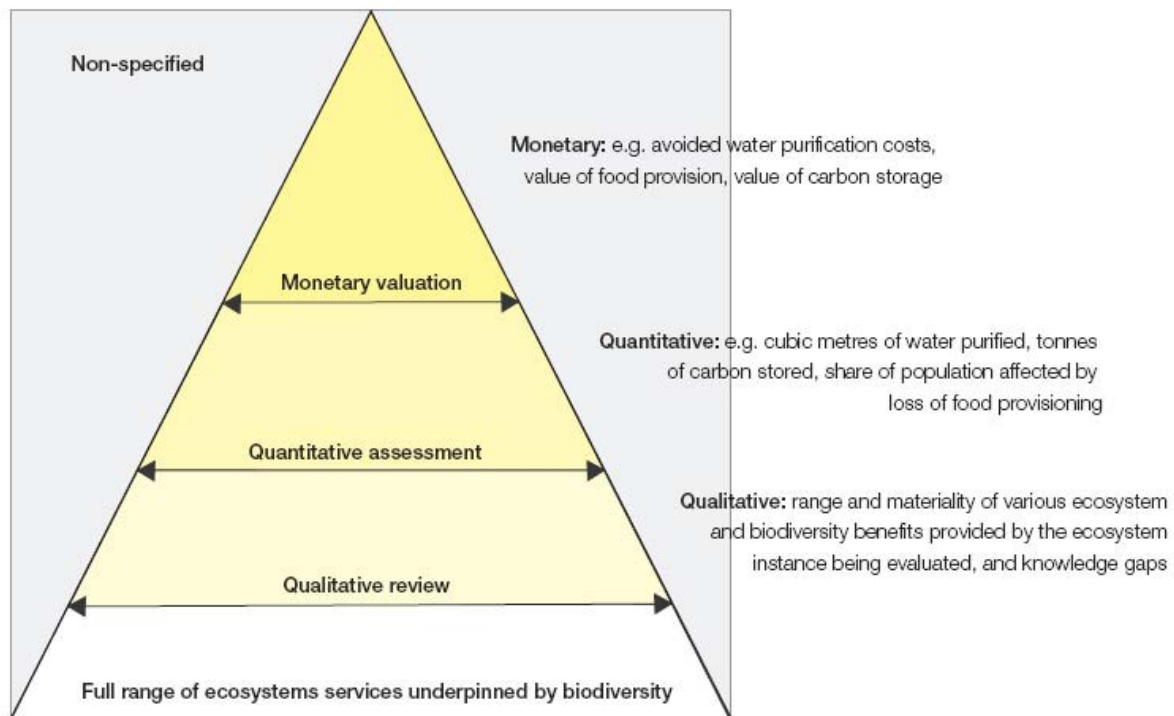 Non-specified
Monetary: e.g. avoided water purification costs,
value of food provision, value of carbon storage
Monetary valuation
Quantitative: e.g. cubic metres of water purified, tonnes
of carbon stored, share of population affected by
loss of food provisioning
Quantitative assessment
Qualitative: range and materiality of various ecosystem
and biodiversity benefits provided by the ecosystem
instance being evaluated, and knowledge gaps
Qualitative review
Full range of ecosystems services underpinned by biodiversity